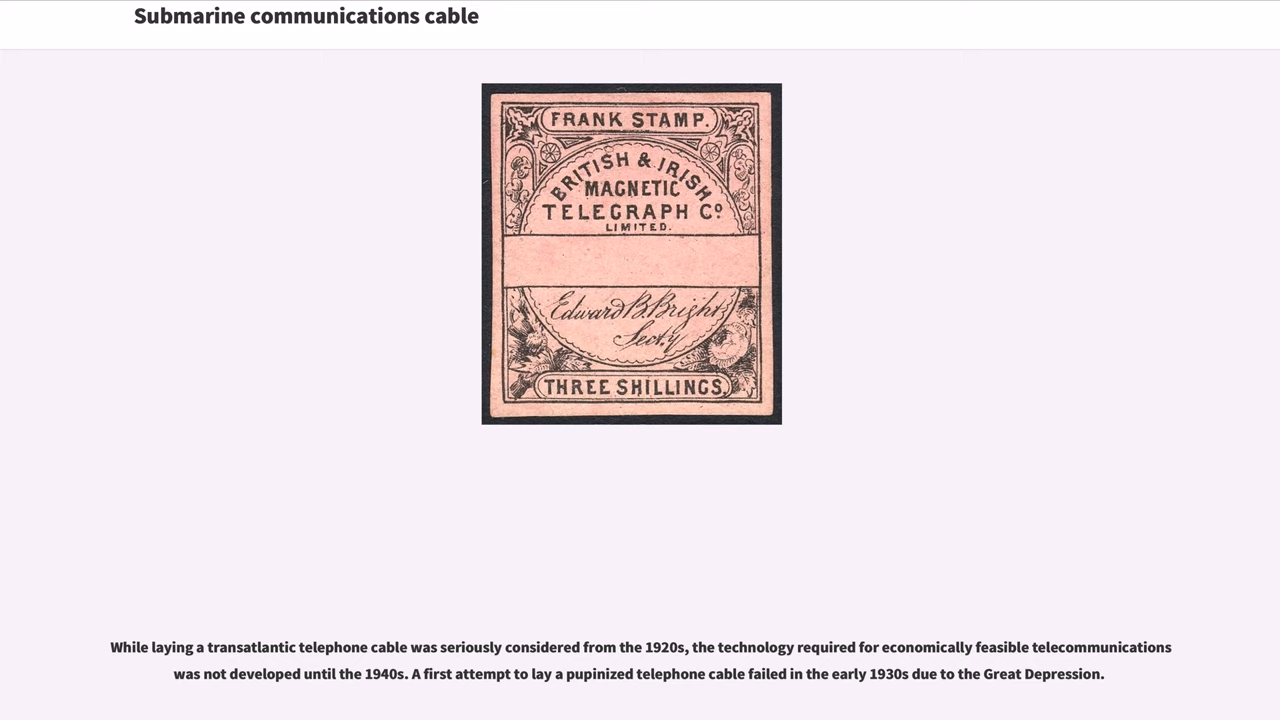 Submarine communications cable
FRANK STAMP.
BRITISH & IRISH
MAGNETIC
TELEGRAPH Cº
LIMITED.
Edward B. Bright
Secty
THREE SHILLINGS.
While laying a transatlantic telephone cable was seriously considered from the 1920s, the technology required for economically feasible telecommunications
was not developed until the 1940s. A first attempt to lay a pupinized telephone cable failed in the early 1930s due to the Great Depression.